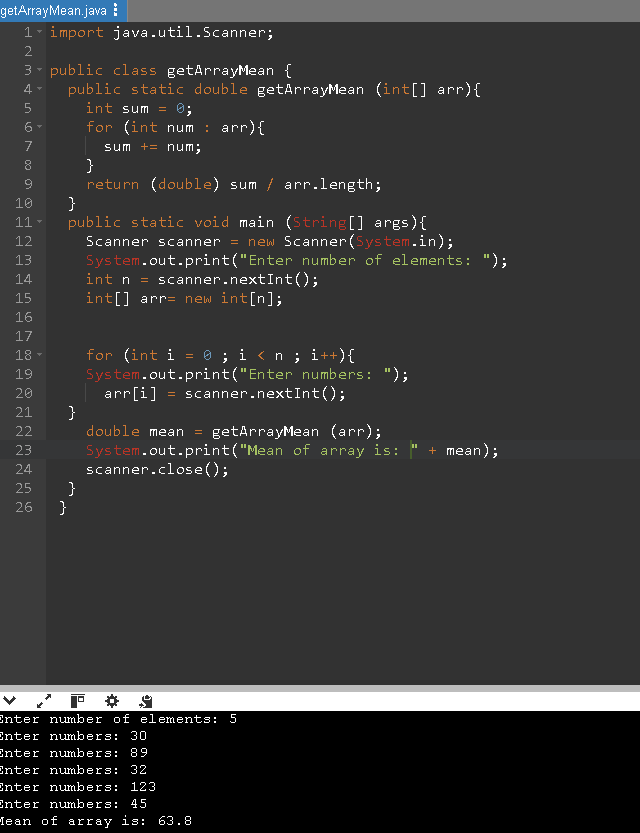 getArrayMean.java
1 import java.util.Scanner;
2
3 public class getArrayMean {
4 public static double getArrayMean (int[] arr){
5 int sum = 0;
6 for (int num : arr){
7 sum += num;
8 }
9 return (double) sum / arr.length;
10 }
11 public static void main (String[] args){
12 Scanner scanner = new Scanner(System.in);
13 System.out.print("Enter number of elements: ");
14 int n = scanner.nextInt();
15 int[] arr= new int[n];
16
17
18 for (int i = 0 ; i < n ; i++){
19 System.out.print("Enter numbers: ");
20 arr[i] = scanner.nextInt();
21 }
22 double mean = getArrayMean (arr);
23 System.out.print("Mean of array is: " + mean);
24 scanner.close();
25 }
26 }
Enter number of elements: 5
Enter numbers: 30
Enter numbers: 89
Enter numbers: 32
Enter numbers: 123
Enter numbers: 45
Mean of array is: 63.8